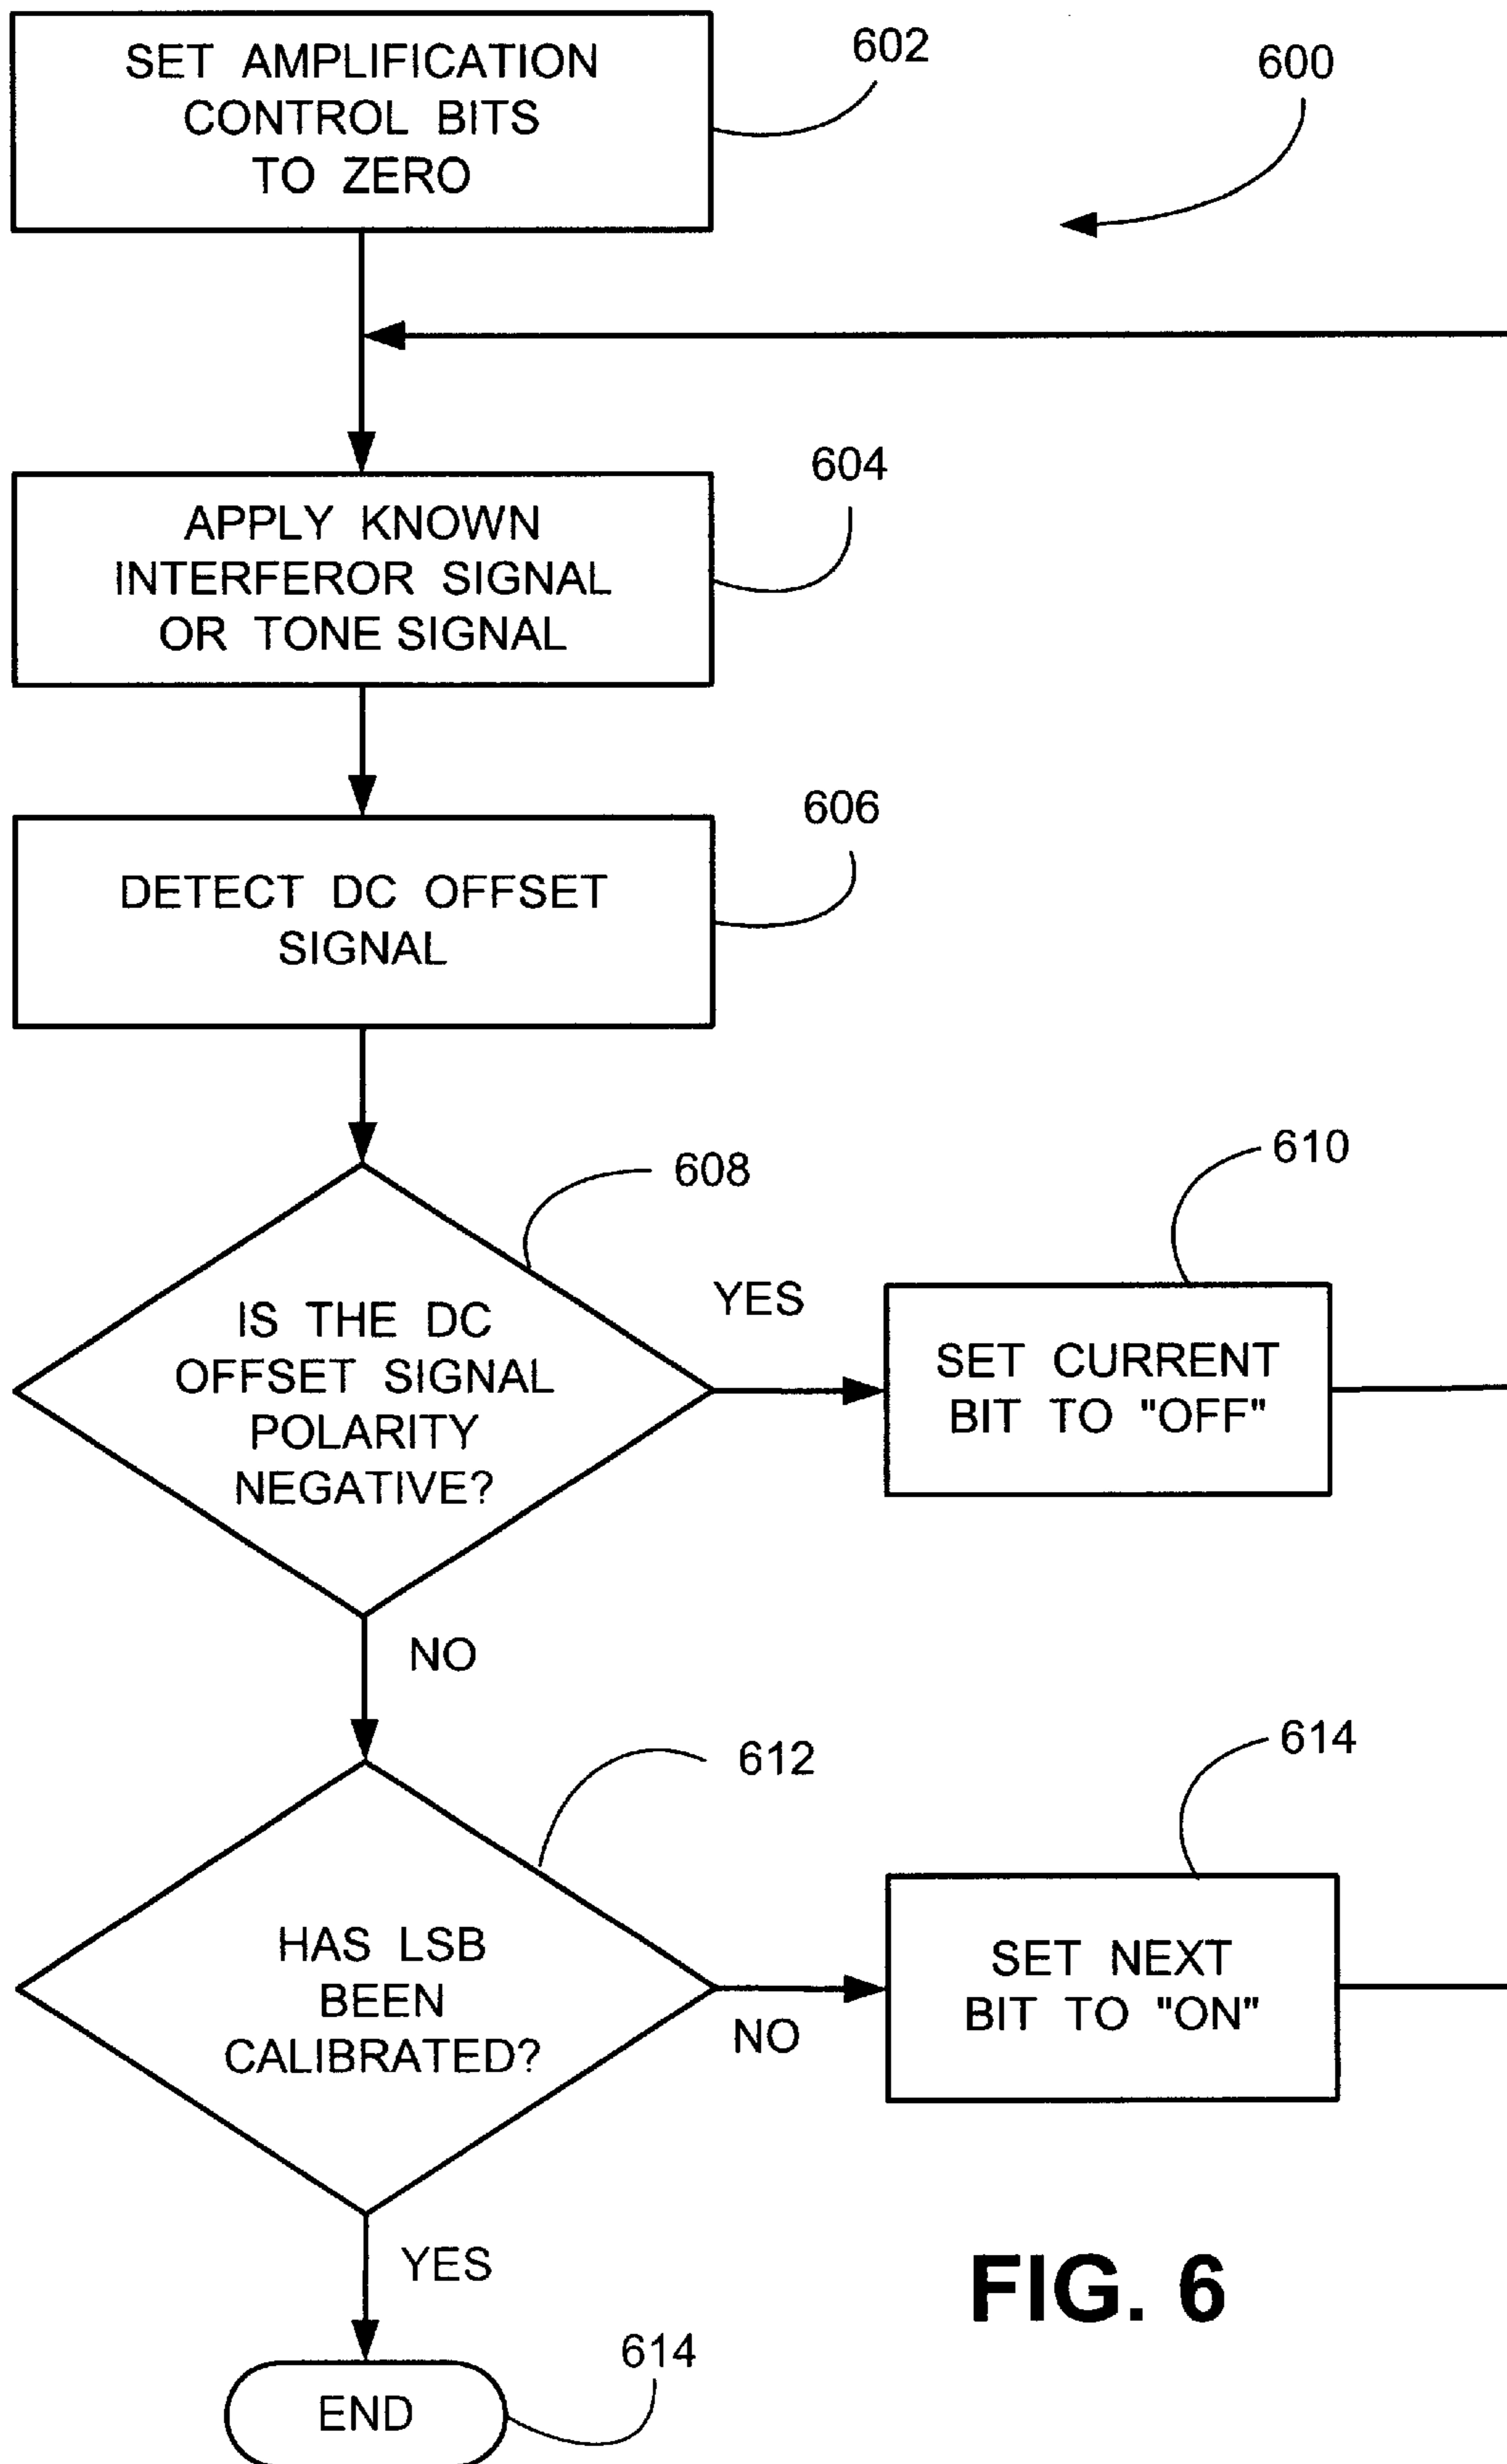 SET AMPLIFICATION
CONTROL BITS
TO ZERO
602
600
604
APPLY KNOWN
INTERFEROR SIGNAL
OR TONE SIGNAL
606
DETECT DC OFFSET
SIGNAL
608
610
IS THE DC
OFFSET SIGNAL
POLARITY
NEGATIVE?
YES
SET CURRENT
BIT TO "OFF"
NO
612
614
HAS LSB
BEEN
CALIBRATED?
NO
SET NEXT
BIT TO "ON"
YES
FIG. 6
614
END